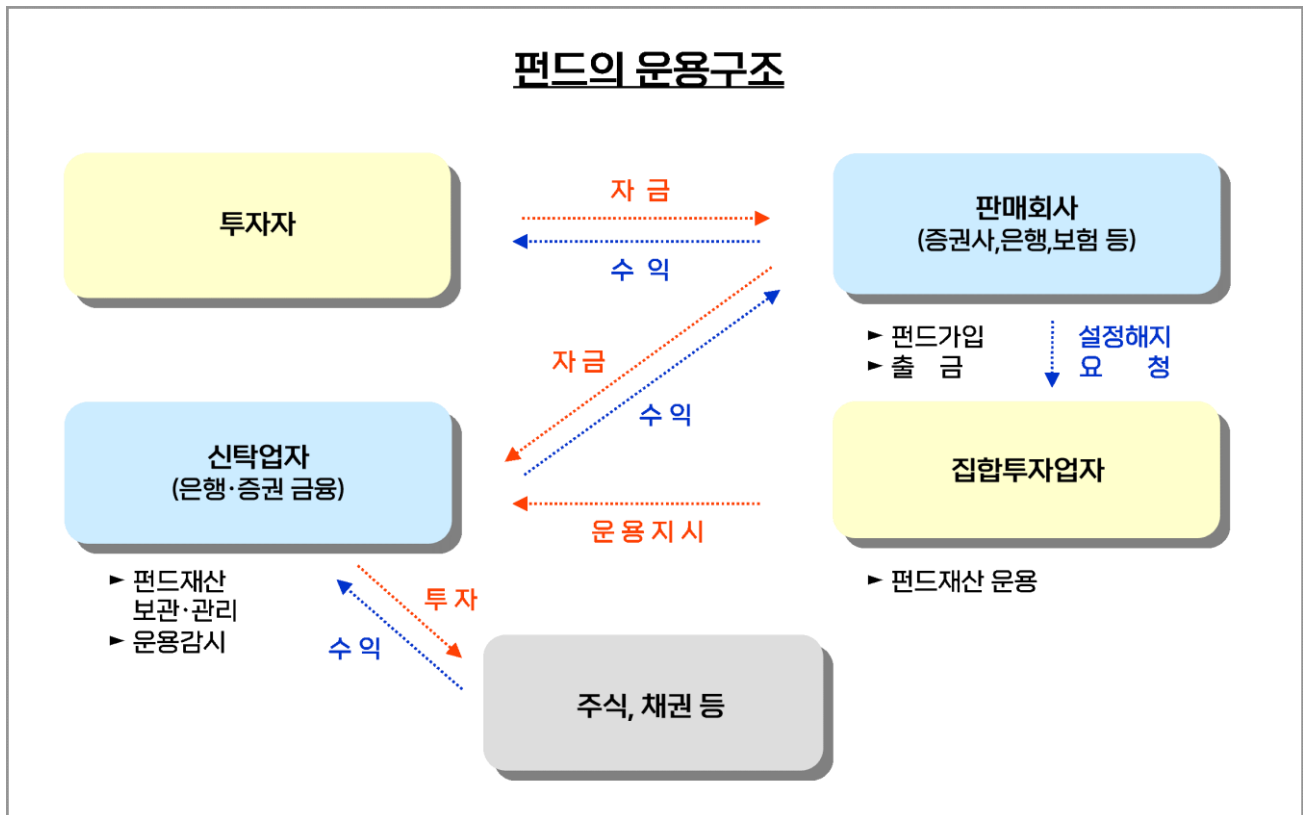 펀드의 운용구조
투자자
자 금
수 익
판매회사
(증권사,은행,보험 등)
► 펀드가입
► 출 금
설정해지
요 청
자 금
수 익
신탁업자
(은행·증권 금융)
집합투자업자
운 용 지 시
► 펀드재산
보관·관리
► 운용감시
► 펀드재산 운용
투 자
수 익
주식, 채권 등